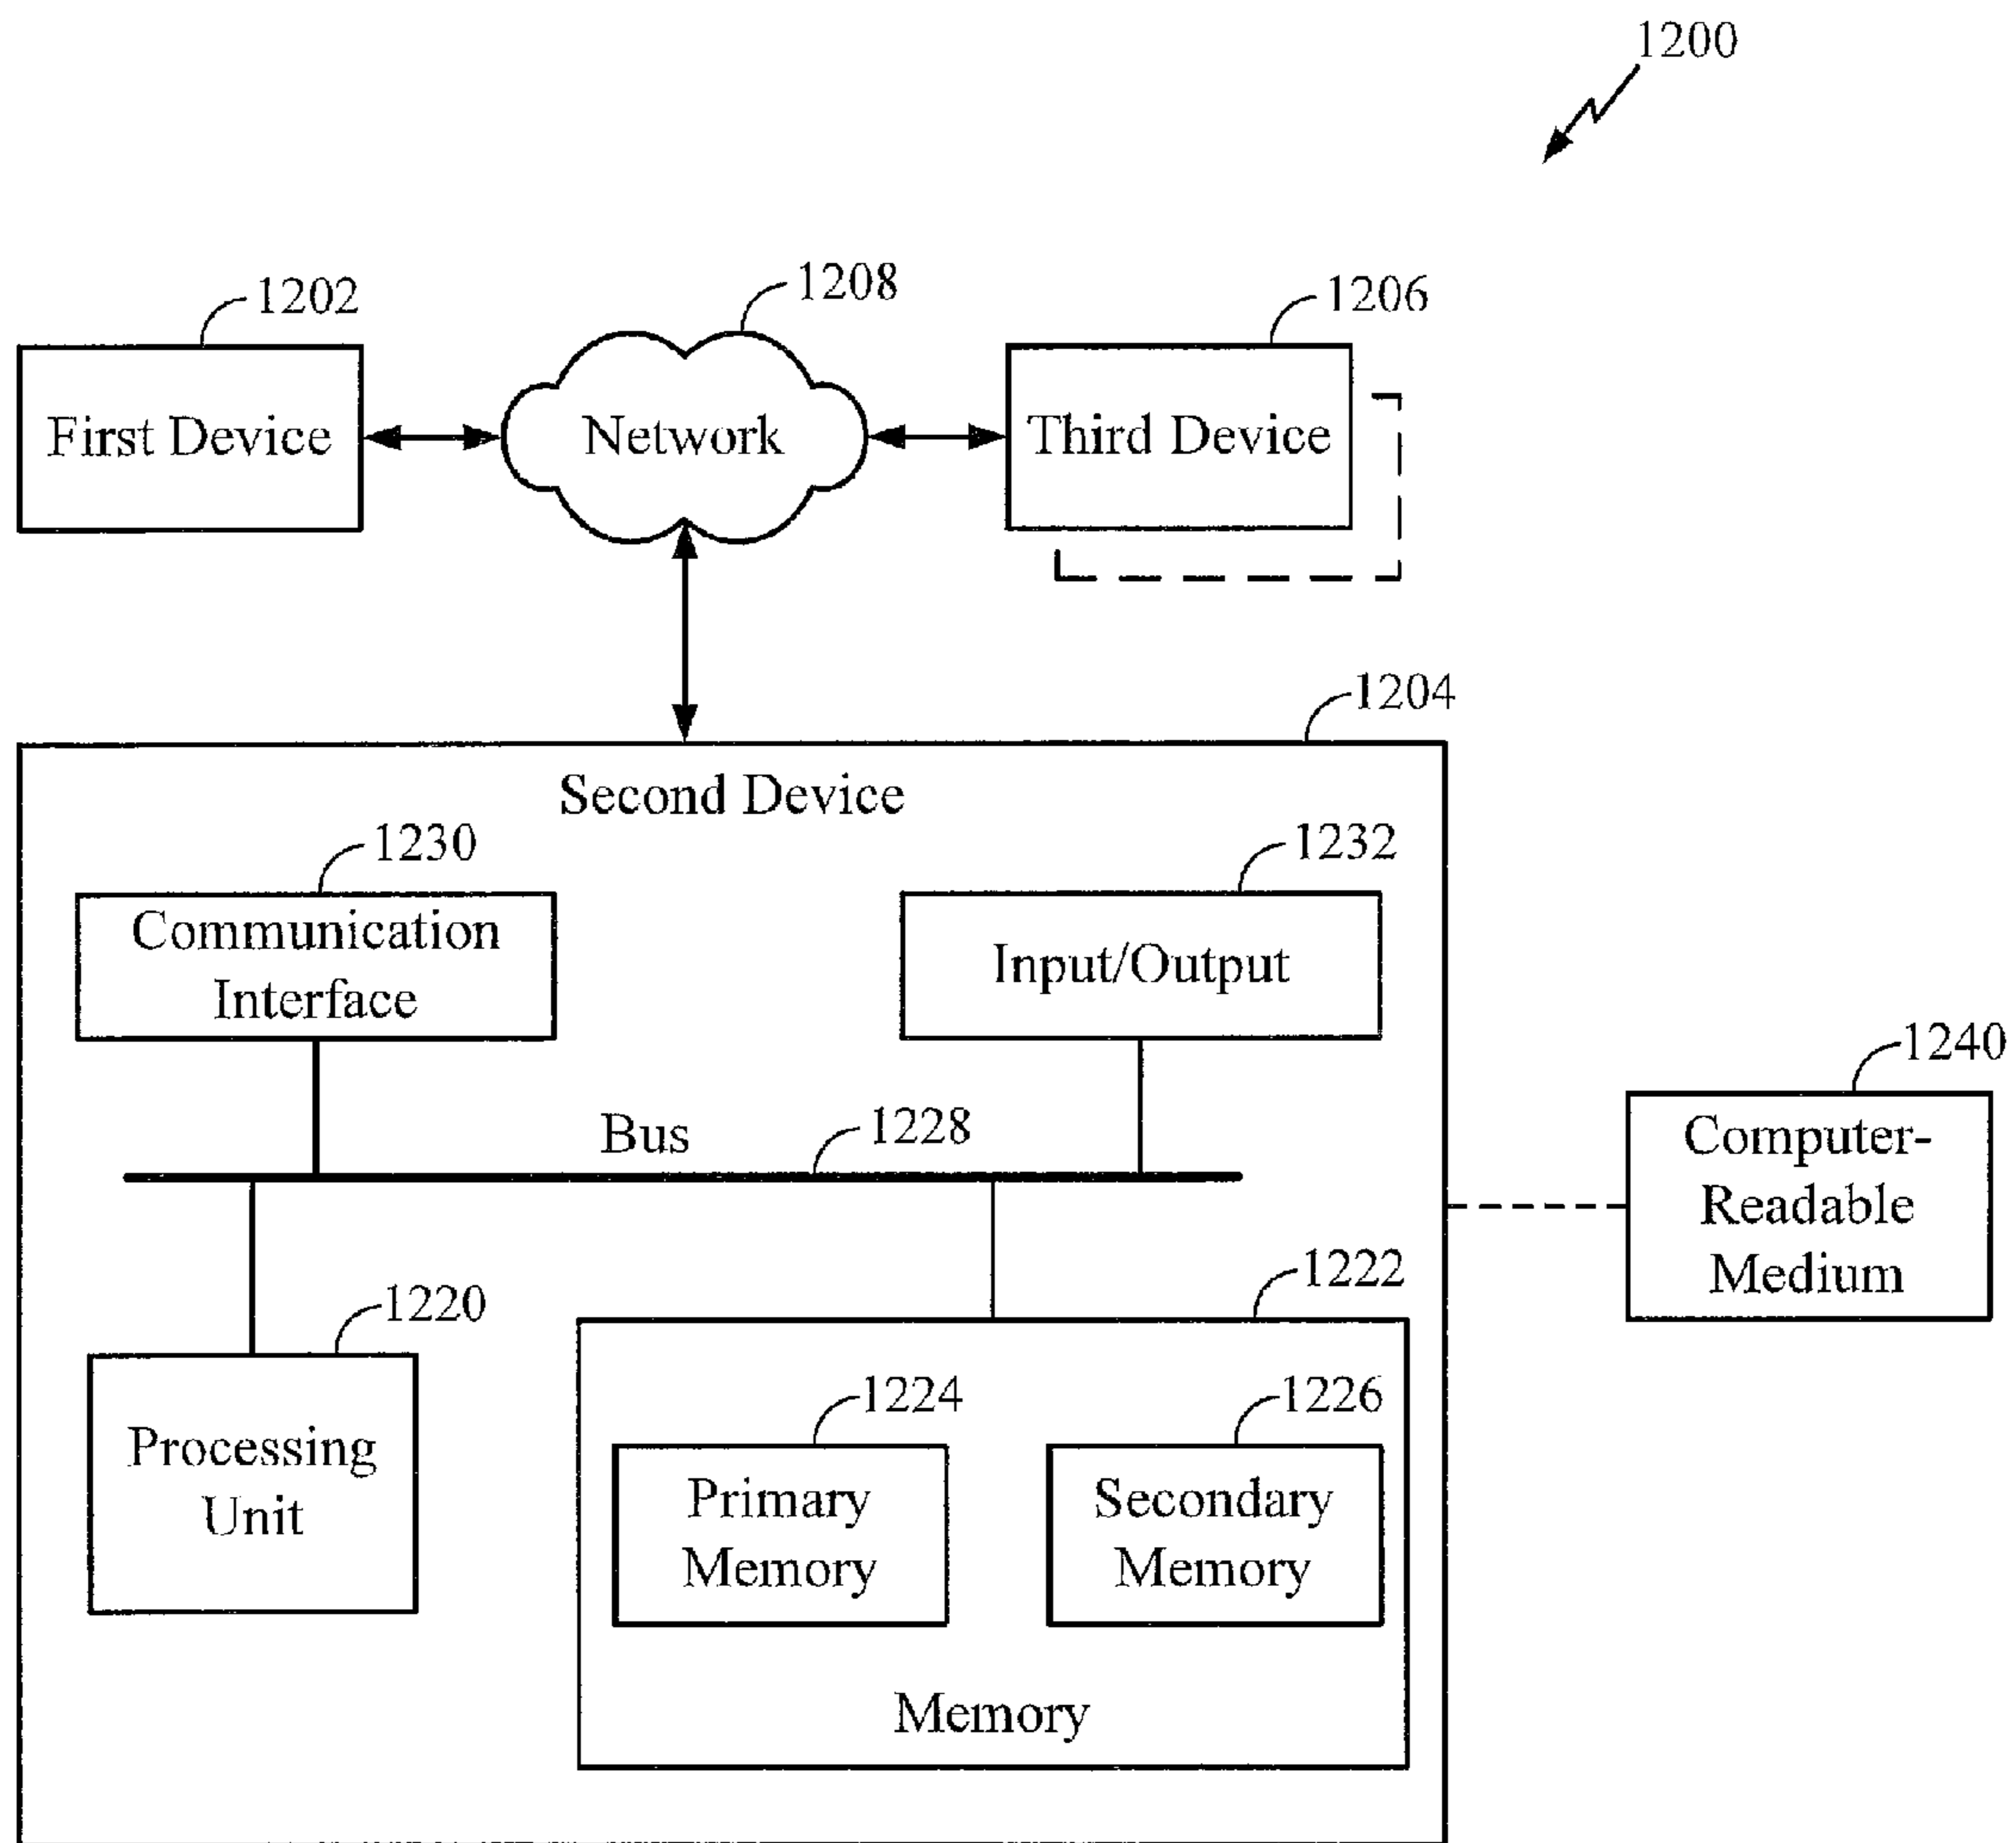 1200
1202
1208
1206
First Device
Network
Third Device
1204
Second Device
1230
1232
Communication
Interface
Input/Output
1240
Computer-
Readable
Medium
Bus
1228
1222
1220
1224
1226
Processing
Unit
Primary
Memory
Secondary
Memory
Memory